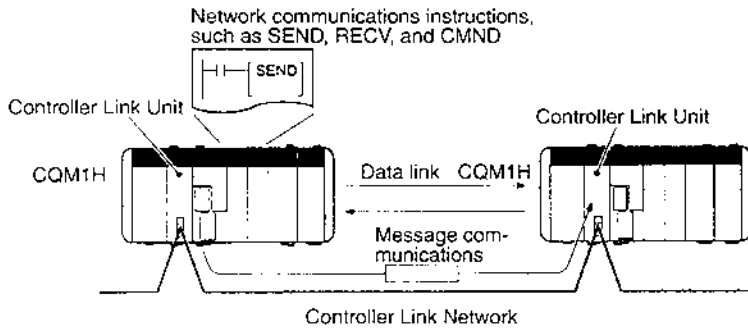 Network communications instructions,
such as SEND, RECV, and CMND
SEND
Controller Link Unit
Controller Link Unit
CQM1H
Data link
CQM1H
Message com-
munications
Controller Link Network